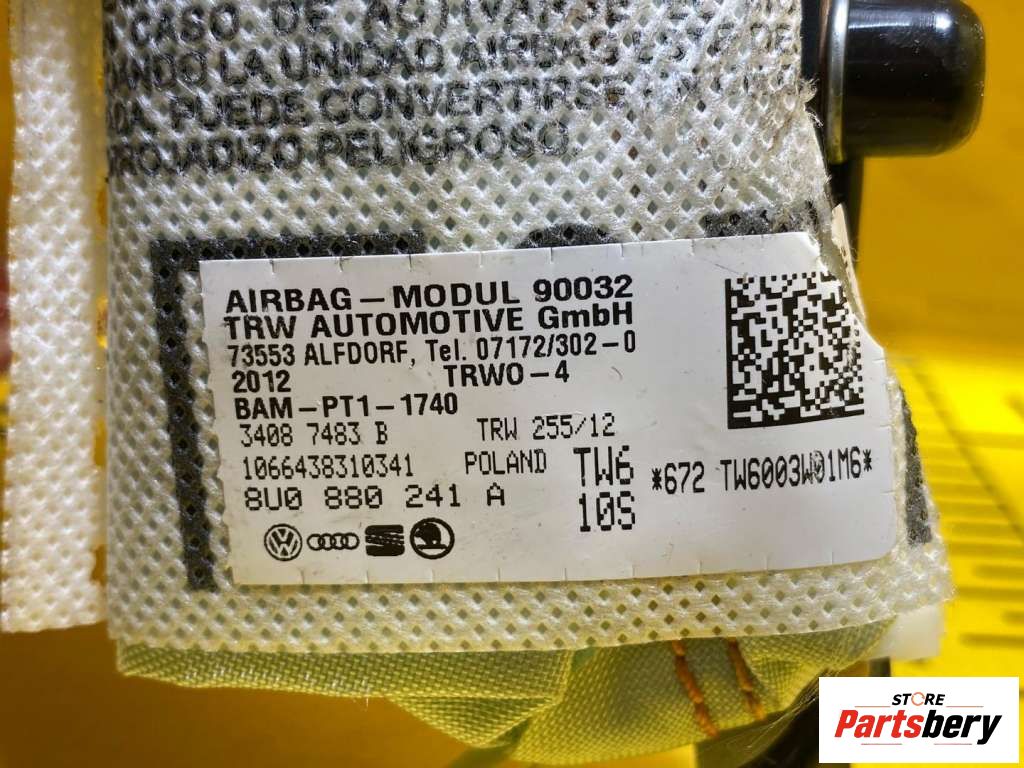 CASO DE
LA UNIDAD AIRBAG
PUEDE CONVERTIRSE
PELIGROSO
AIRBAG – MODUL 90032
TRW AUTOMOTIVE GmbH
73553 ALFDORF, Tel. 07172/302-0
2012 TRWO-4
BAM-PT1-1740
3408 7483 B TRW 255/12
1066438310341 POLAND TW6 *672 TW6003W01M6*
8U0 880 241 A 10S
STORE
Partsbery